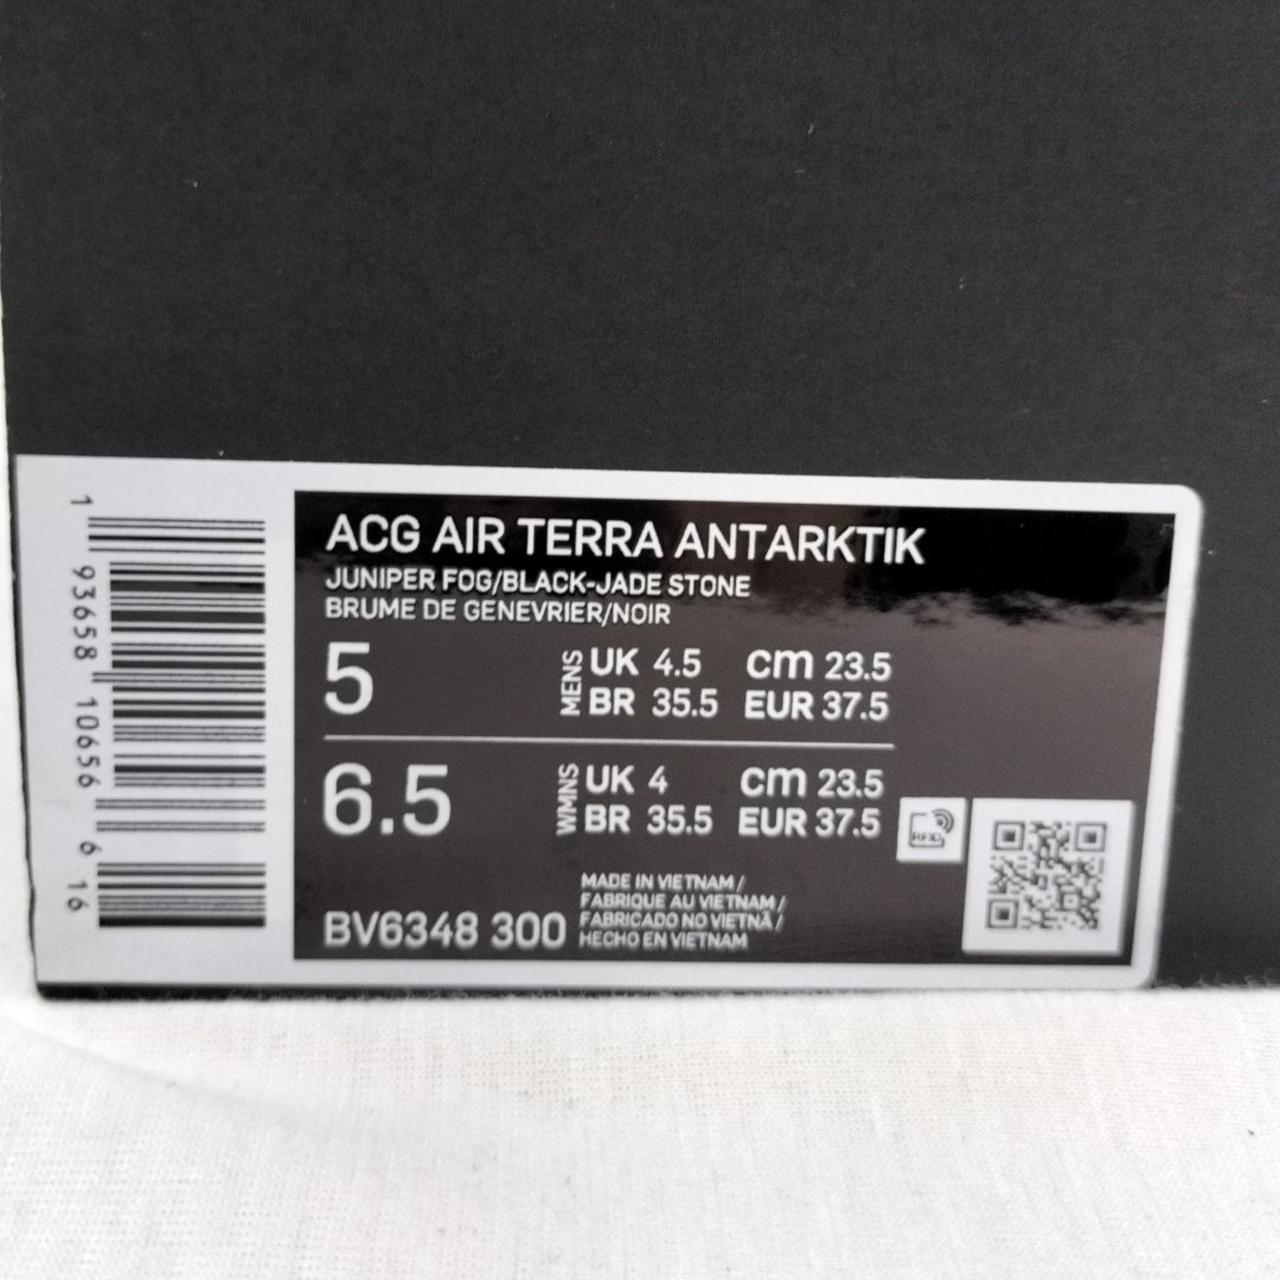 1 93658 10656 6 16
ACG AIR TERRA ANTARKTIK
JUNIPER FOG/BLACK-JADE STONE
BRUME DE GENEVRIER/NOIR
5 MENS UK 4.5 cm 23.5
BR 35.5 EUR 37.5
6.5 WMNS UK 4 cm 23.5
BR 35.5 EUR 37.5
RFID
BV6348 300
MADE IN VIETNAM /
FABRIQUE AU VIETNAM /
FABRICADO NO VIETNÃ /
HECHO EN VIETNAM